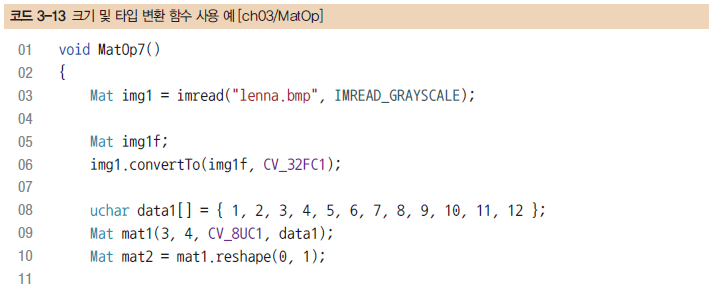 코드 3-13 크기 및 타입 변환 함수 사용 예 [ch03/MatOp]
01 void MatOp7()
02 {
03 Mat img1 = imread("lenna.bmp", IMREAD_GRAYSCALE);
04
05 Mat img1f;
06 img1.convertTo(img1f, CV_32FC1);
07
08 uchar data1[] = { 1, 2, 3, 4, 5, 6, 7, 8, 9, 10, 11, 12 };
09 Mat mat1(3, 4, CV_8UC1, data1);
10 Mat mat2 = mat1.reshape(0, 1);
11